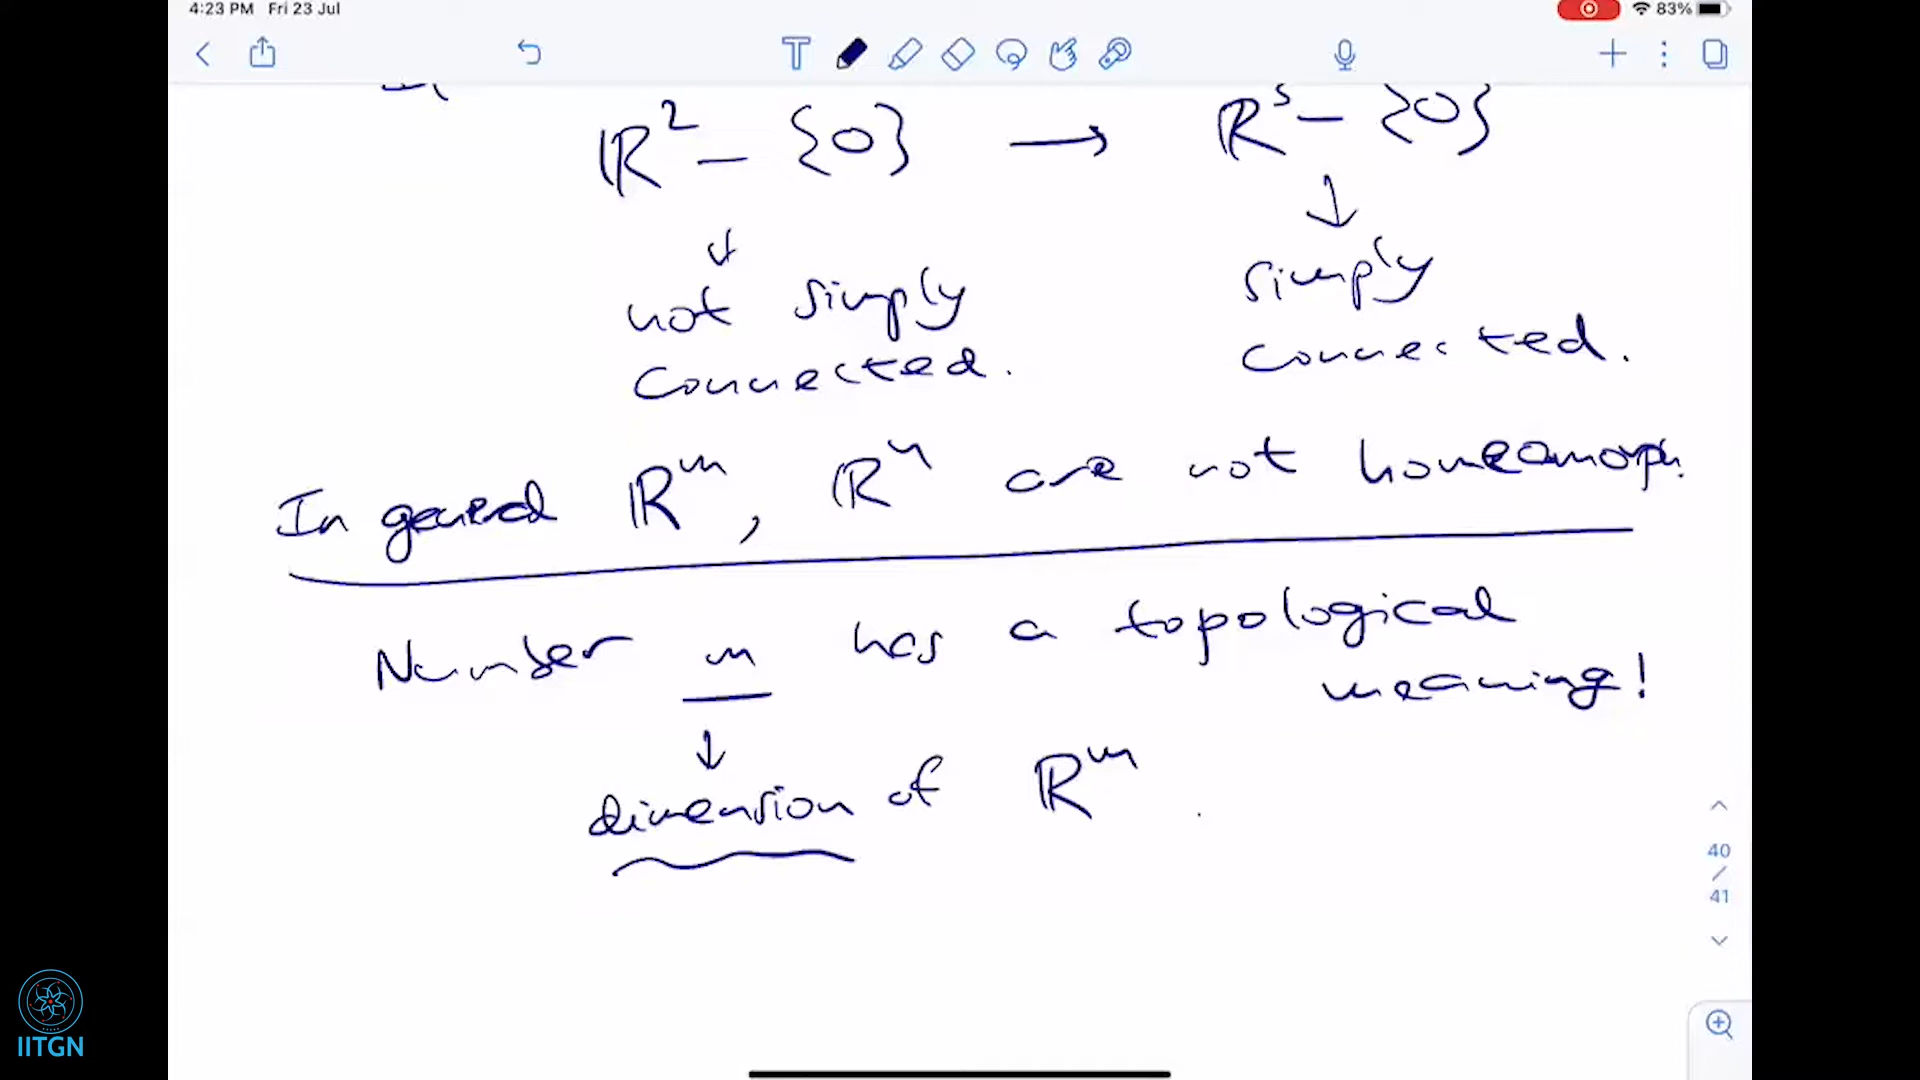 4:23 PM Fri 23 Jul
83%
ℝ² – {0} → ℝ³ – {0}
↓ ↓
not simply connected.
simply connected.
In general ℝᵐ, ℝⁿ are not homeomorph.
Number m has a topological
meaning!
↓
dimension of ℝᵐ.
40
/
41
IITGN